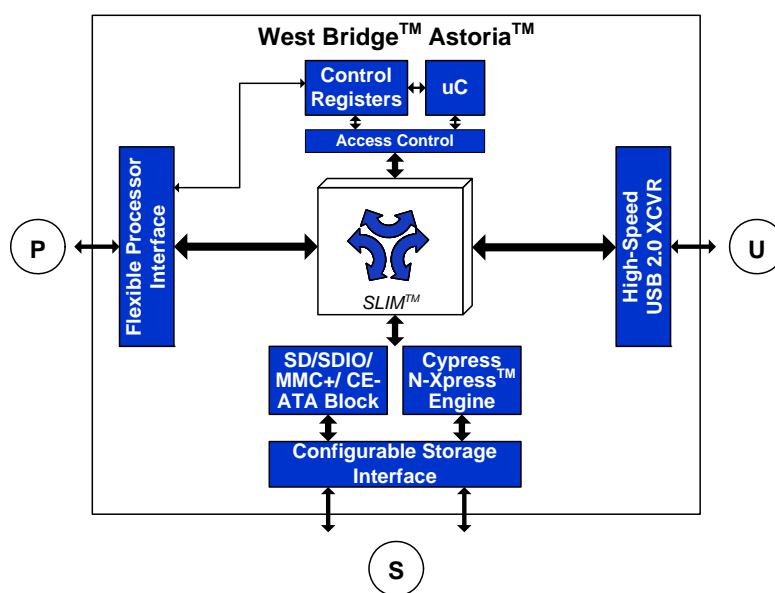 West Bridge™ Astoria™
Control
Registers
uC
Access Control
Flexible Processor
Interface
P
SLIM™
High-Speed
USB 2.0 XCVR
U
SD/SDIO/
MMC+/ CE-
ATA Block
Cypress
N-Xpress™
Engine
Configurable Storage
Interface
S